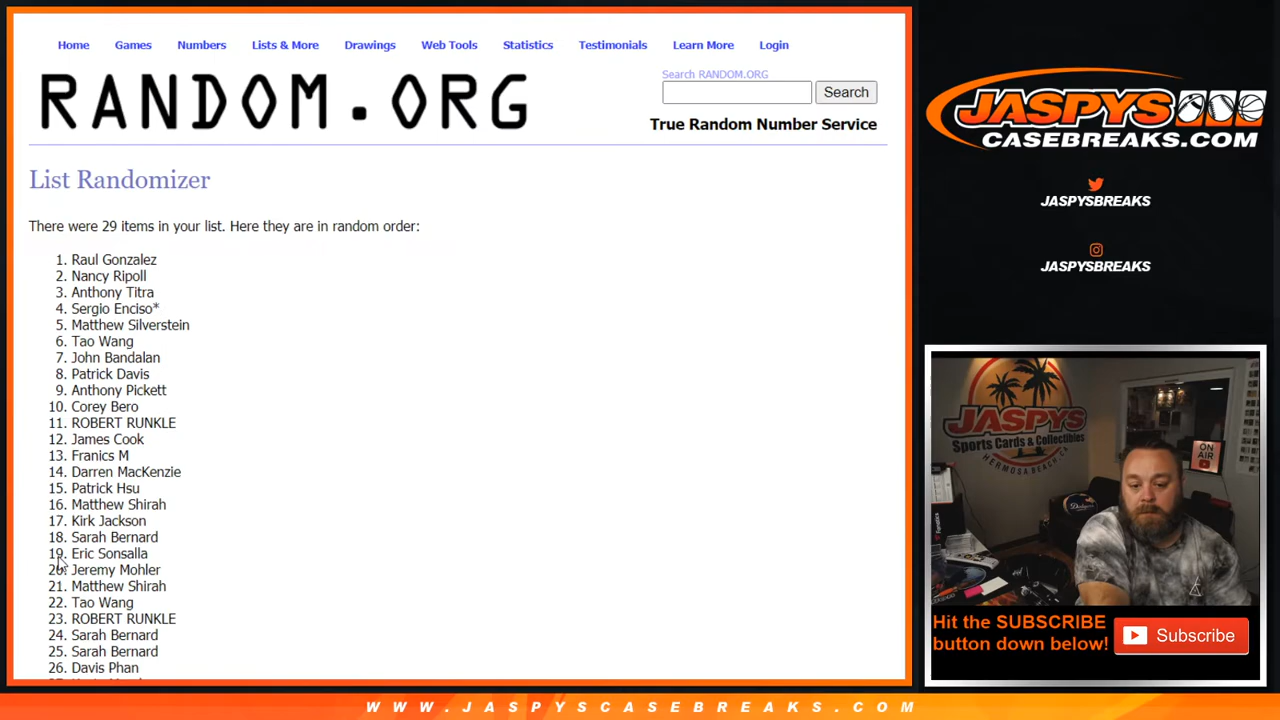 Home Games Numbers Lists & More Drawings Web Tools Statistics Testimonials Learn More Login
RANDOM.ORG
Search RANDOM.ORG
Search
True Random Number Service
List Randomizer
There were 29 items in your list. Here they are in random order:
1. Raul Gonzalez
2. Nancy Ripoll
3. Anthony Titra
4. Sergio Enciso*
5. Matthew Silverstein
6. Tao Wang
7. John Bandalan
8. Patrick Davis
9. Anthony Pickett
10. Corey Bero
11. ROBERT RUNKLE
12. James Cook
13. Franics M
14. Darren MacKenzie
15. Patrick Hsu
16. Matthew Shirah
17. Kirk Jackson
18. Sarah Bernard
19. Eric Sonsalla
20. Jeremy Mohler
21. Matthew Shirah
22. Tao Wang
23. ROBERT RUNKLE
24. Sarah Bernard
25. Sarah Bernard
26. Davis Phan
JASPYS
CASEBREAKS.COM
JASPYSBREAKS
JASPYSBREAKS
JASPYS
Sports Cards & Collectibles
HERMOSA BEACH, CA
ON
AIR
Hit the SUBSCRIBE
button down below!
Subscribe
WWW.JASPYSCASEBREAKS.COM